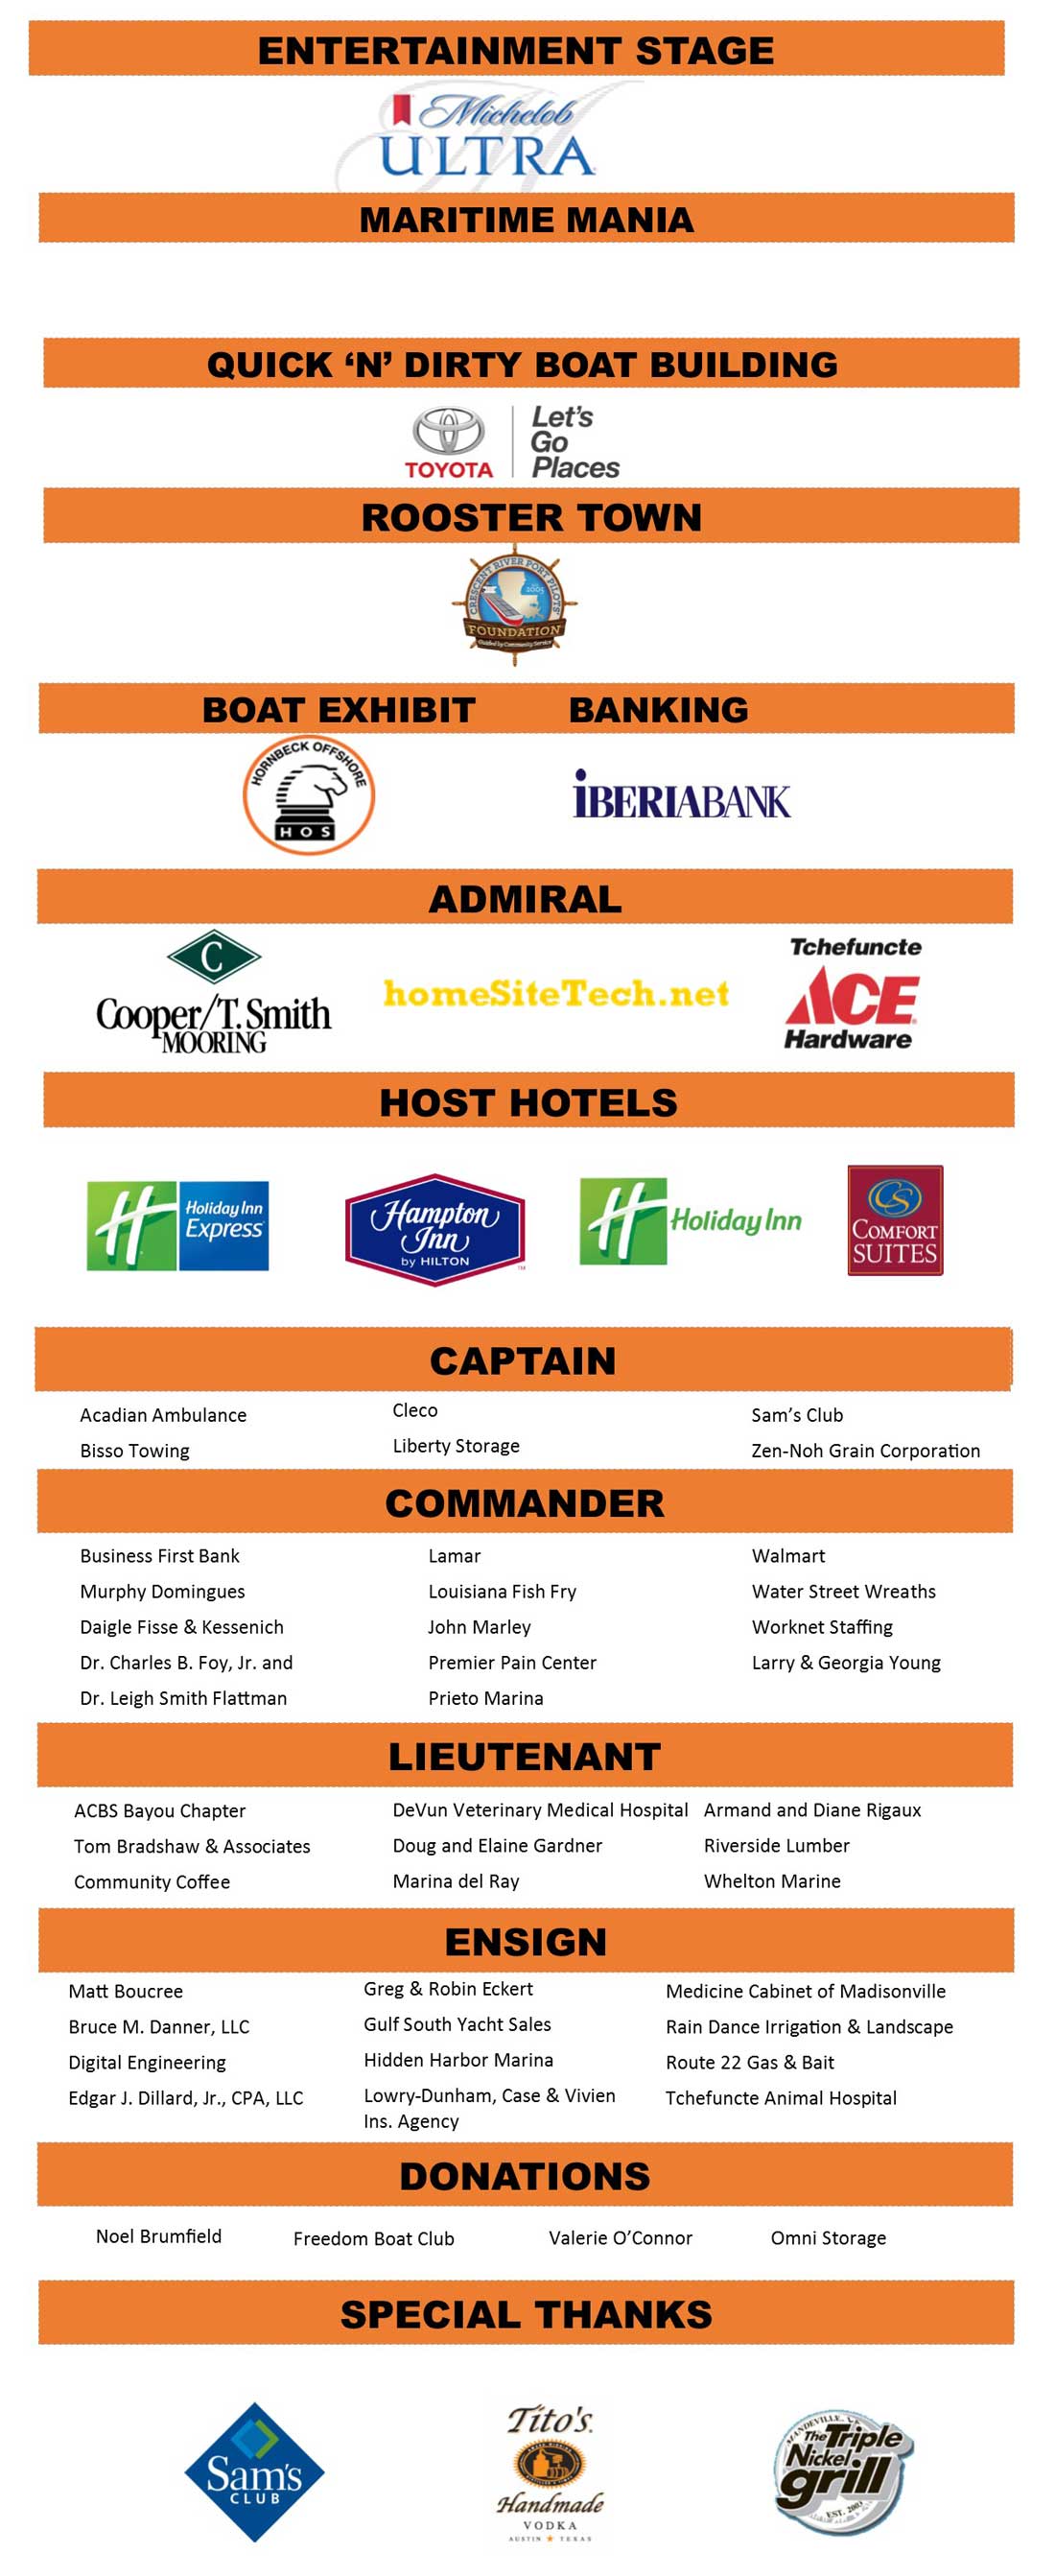 ENTERTAINMENT STAGE
Michelob
ULTRA
MARITIME MANIA
QUICK ‘N’ DIRTY BOAT BUILDING
TOYOTA
Let’s
Go
Places
ROOSTER TOWN
CRESCENT RIVER PORT PILOTS'
2005
FOUNDATION
Guided by Community Service
BOAT EXHIBIT BANKING
HORNBECK OFFSHORE
HOS
IBERIABANK
ADMIRAL
C
Cooper/T. Smith
MOORING
homeSiteTech.net
Tchefuncte
ACE
Hardware
HOST HOTELS
H
Holiday Inn
Express
Hampton
Inn
by HILTON
TM
H Holiday Inn
CS
COMFORT
SUITES
CAPTAIN
Acadian Ambulance
Bisso Towing
Cleco
Liberty Storage
Sam’s Club
Zen-Noh Grain Corporation
COMMANDER
Business First Bank
Murphy Domingues
Daigle Fisse & Kessenich
Dr. Charles B. Foy, Jr. and
Dr. Leigh Smith Flattman
Lamar
Louisiana Fish Fry
John Marley
Premier Pain Center
Prieto Marina
Walmart
Water Street Wreaths
Worknet Staffing
Larry & Georgia Young
LIEUTENANT
ACBS Bayou Chapter
Tom Bradshaw & Associates
Community Coffee
DeVun Veterinary Medical Hospital
Doug and Elaine Gardner
Marina del Ray
Armand and Diane Rigaux
Riverside Lumber
Whelton Marine
ENSIGN
Matt Boucree
Bruce M. Danner, LLC
Digital Engineering
Edgar J. Dillard, Jr., CPA, LLC
Greg & Robin Eckert
Gulf South Yacht Sales
Hidden Harbor Marina
Lowry-Dunham, Case & Vivien
Ins. Agency
Medicine Cabinet of Madisonville
Rain Dance Irrigation & Landscape
Route 22 Gas & Bait
Tchefuncte Animal Hospital
DONATIONS
Noel Brumfield
Freedom Boat Club
Valerie O’Connor
Omni Storage
SPECIAL THANKS
Sam's
CLUB
Tito's
Handmade
VODKA
AUSTIN ★ TEXAS
MANDEVILLE, LA
The Triple
Nickel
grill
EST. 2003